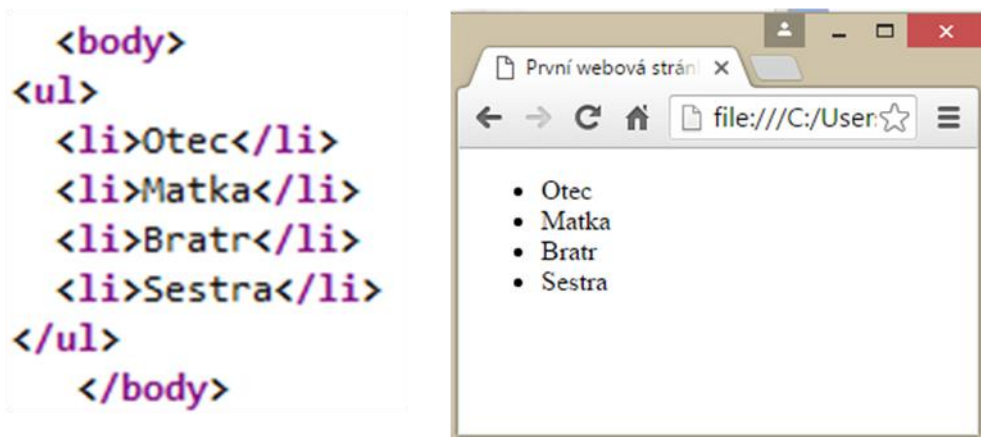 <body>
<ul>
<li>Otec</li>
<li>Matka</li>
<li>Bratr</li>
<li>Sestra</li>
</ul>
</body>
První webová strán
file:///C:/User
• Otec
• Matka
• Bratr
• Sestra